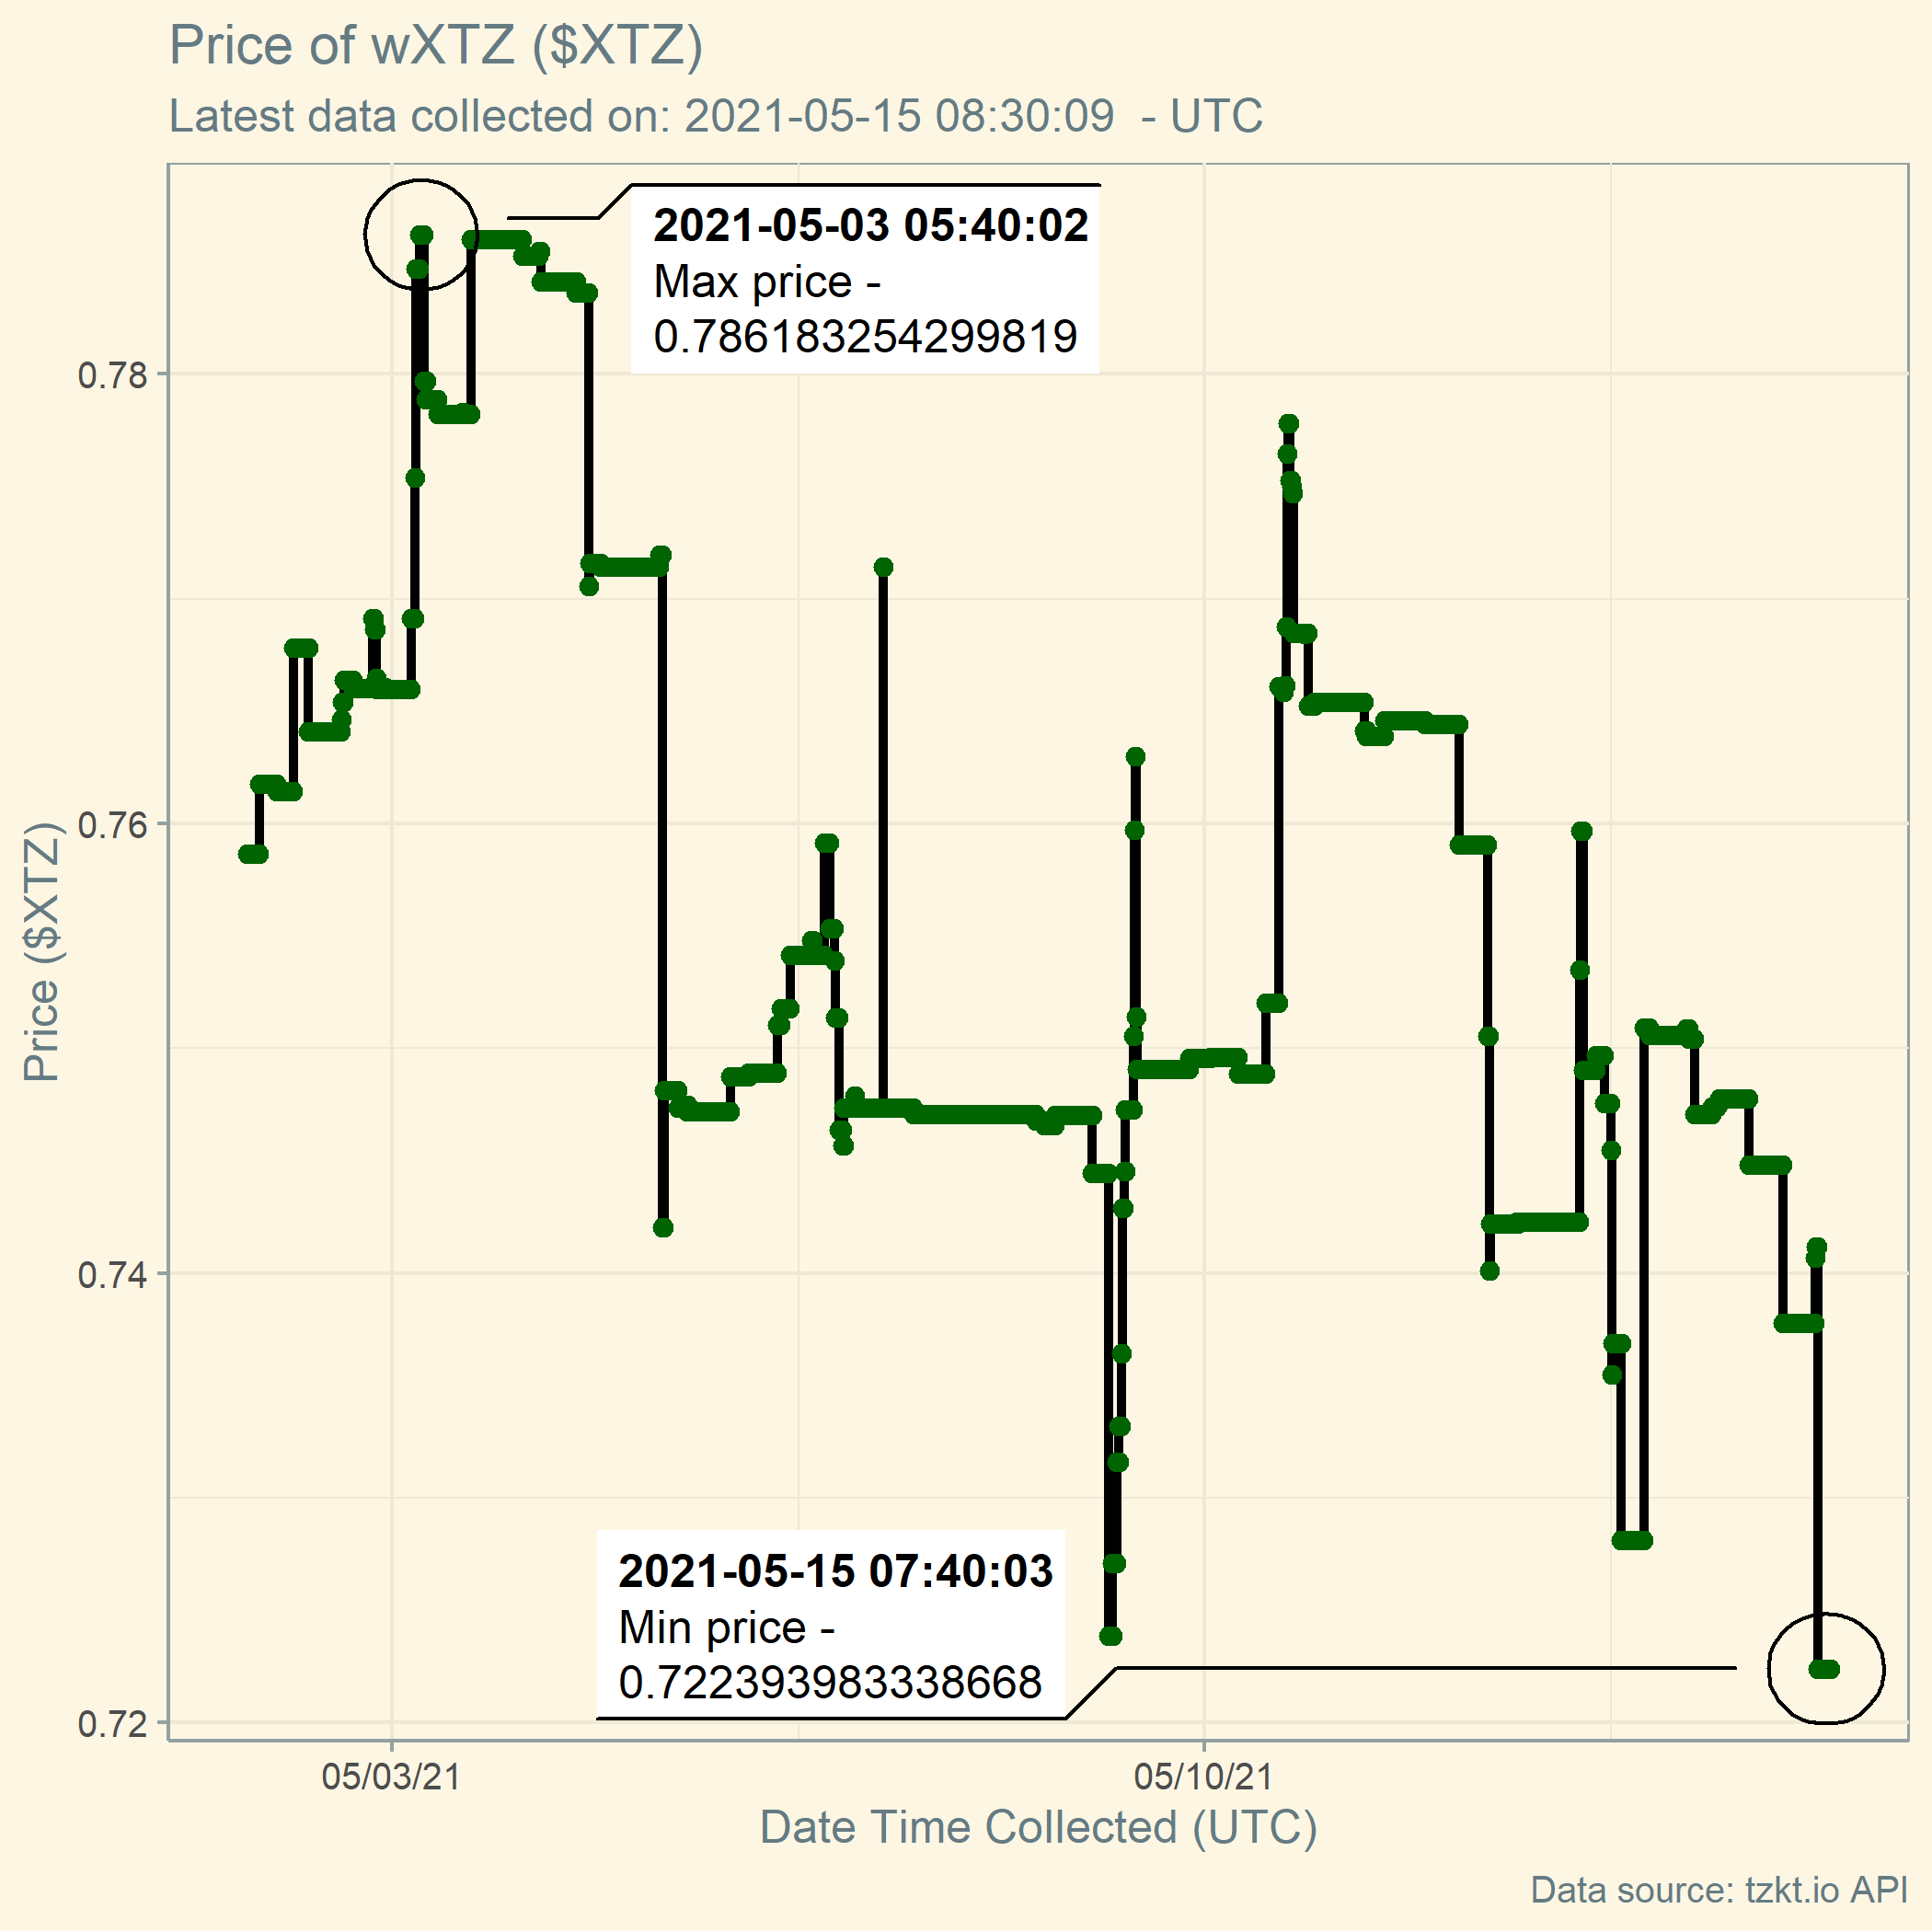 Price of wXTZ ($XTZ)
Latest data collected on: 2021-05-15 08:30:09  - UTC
2021-05-03 05:40:02
Max price -
0.786183254299819
0.78
0.76
0.74
0.72
Price ($XTZ)
2021-05-15 07:40:03
Min price -
0.722393983338668
05/03/21
05/10/21
Date Time Collected (UTC)
Data source: tzkt.io API